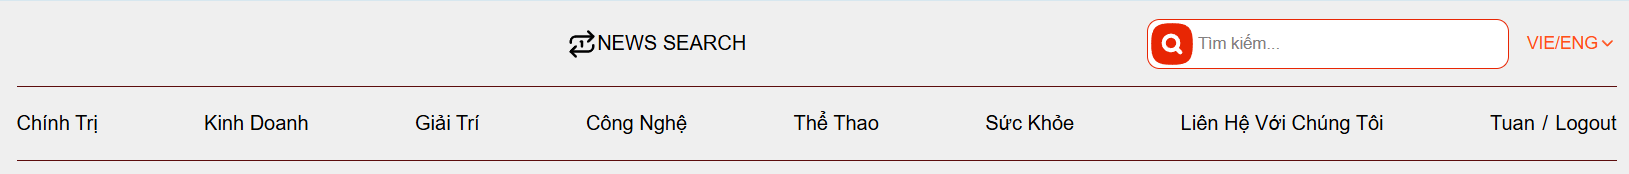 NEWS SEARCH
Tìm kiếm...
VIE/ENG
Chính Trị Kinh Doanh Giải Trí Công Nghệ Thể Thao Sức Khỏe Liên Hệ Với Chúng Tôi Tuan / Logout